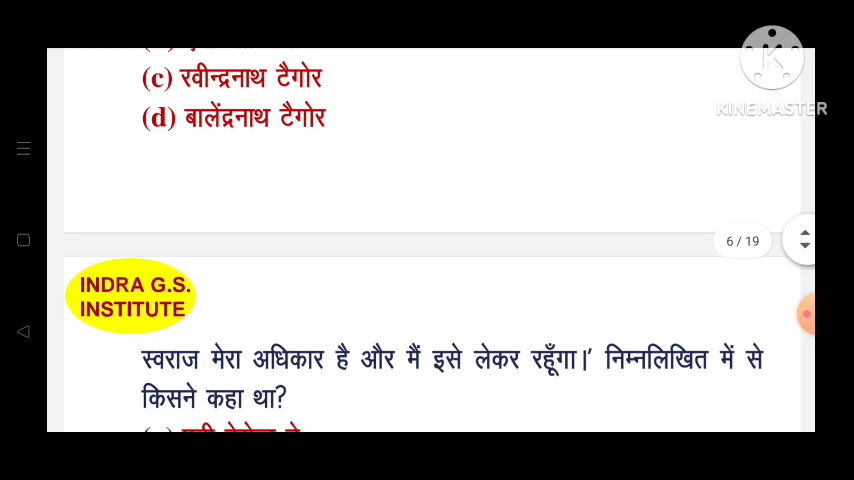 (c) रवीन्द्रनाथ टैगोर
(d) बालेंद्रनाथ टैगोर
KINEMASTER
6 / 19
INDRA G.S.
INSTITUTE
स्वराज मेरा अधिकार है और मैं इसे लेकर रहूँगा।’ निम्नलिखित में से
किसने कहा था?